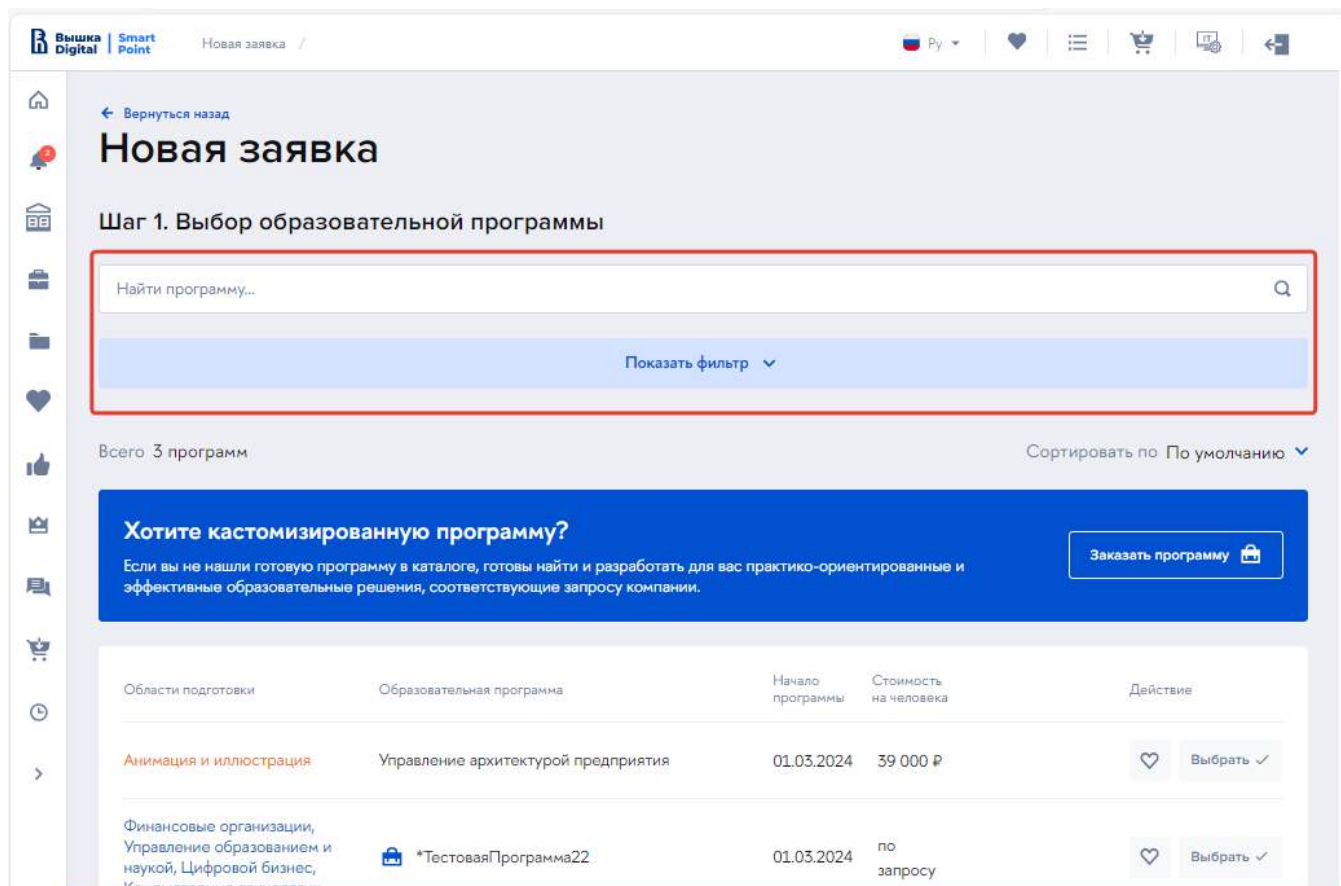 Вышка Digital | Smart Point
Новая заявка /
Ру
2
← Вернуться назад
Новая заявка
Шаг 1. Выбор образовательной программы
Найти программу...
Показать фильтр
Всего 3 программ
Сортировать по По умолчанию
Хотите кастомизированную программу?
Если вы не нашли готовую программу в каталоге, готовы найти и разработать для вас практико-ориентированные и
эффективные образовательные решения, соответствующие запросу компании.
Заказать программу
Области подготовки
Образовательная программа
Начало программы
Стоимость на человека
Действие
Анимация и иллюстрация
Управление архитектурой предприятия
01.03.2024
39 000 ₽
Выбрать
Финансовые организации,
Управление образованием и
наукой, Цифровой бизнес,
*ТестоваяПрограмма22
01.03.2024
по
запросу
Выбрать